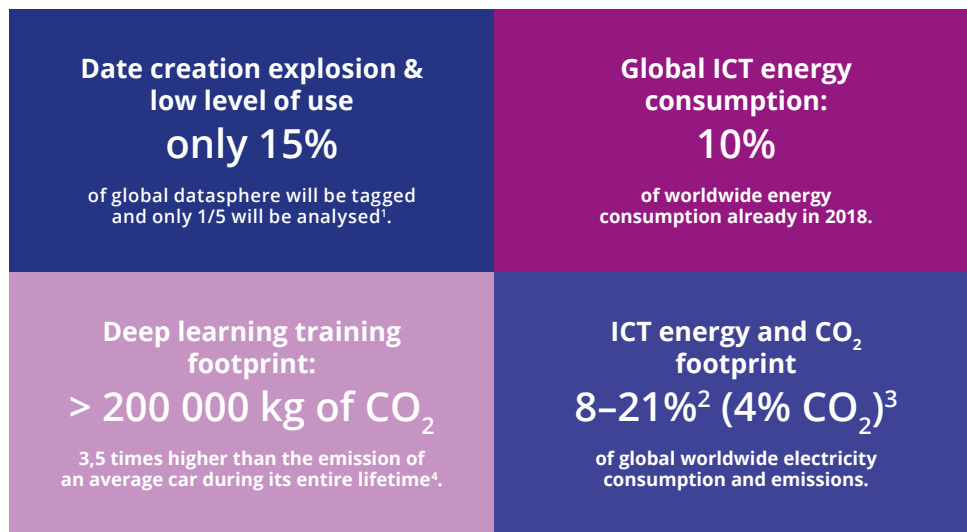 Date creation explosion &
low level of use
only 15%
of global datasphere will be tagged
and only 1/5 will be analysed¹.
Global ICT energy
consumption:
10%
of worldwide energy
consumption already in 2018.
Deep learning training
footprint:
> 200 000 kg of CO₂
3,5 times higher than the emission of
an average car during its entire lifetime⁴.
ICT energy and CO₂
footprint
8–21%² (4% CO₂)³
of global worldwide electricity
consumption and emissions.